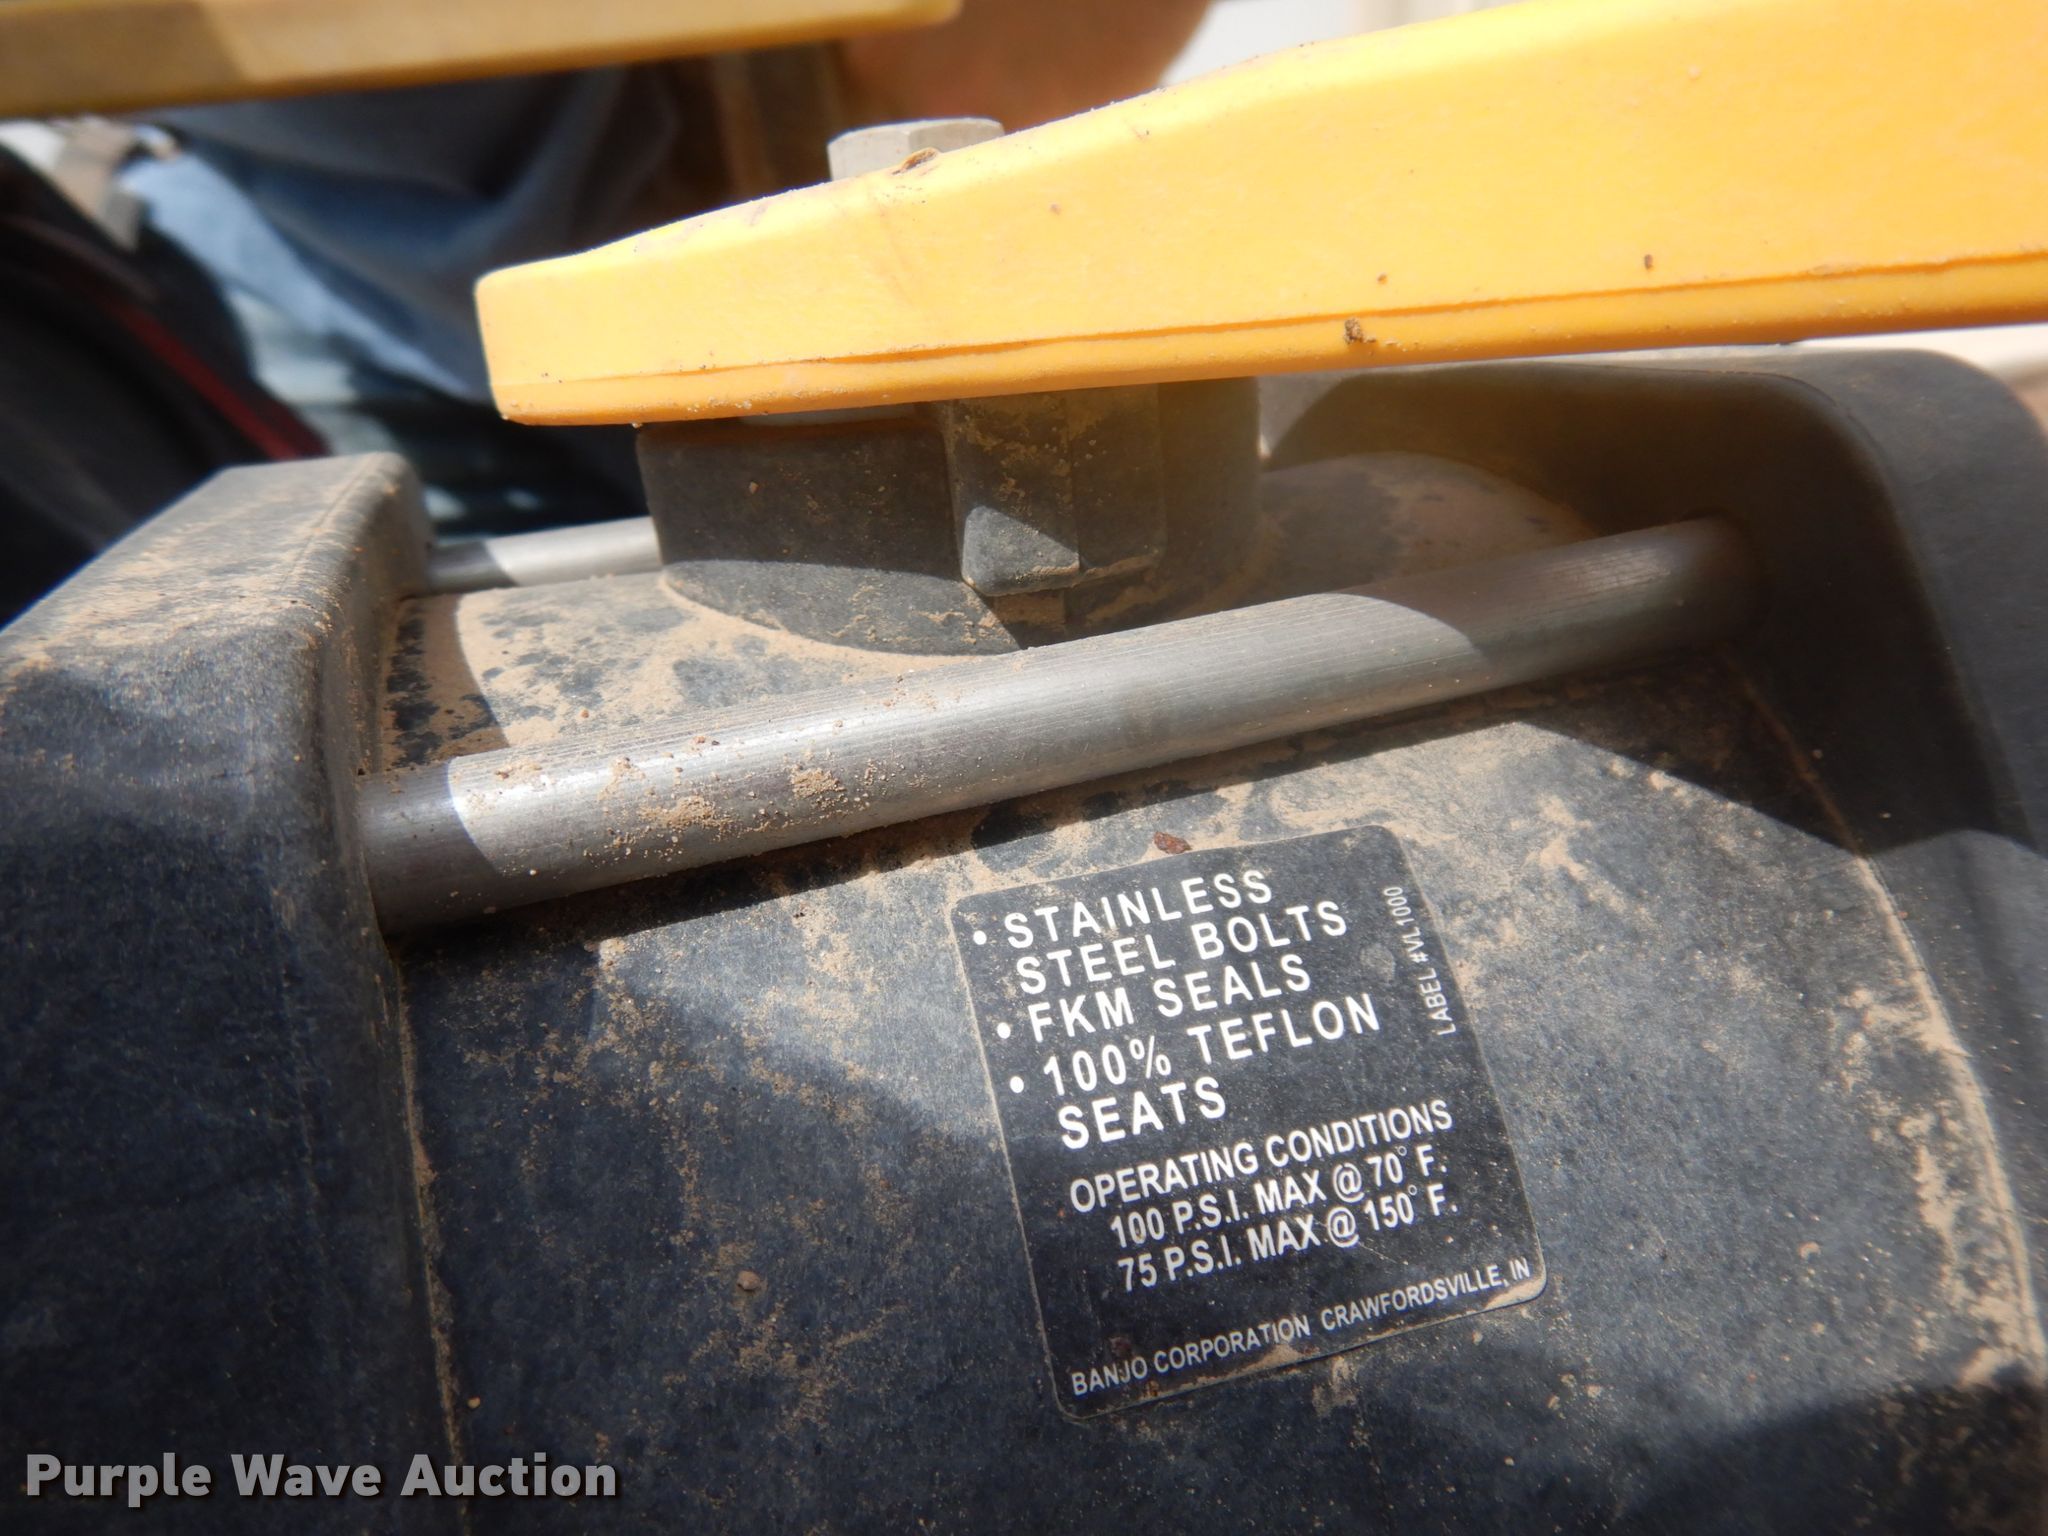 • STAINLESS
STEEL BOLTS
• FKM SEALS
• 100% TEFLON
SEATS
LABEL #VL1000
OPERATING CONDITIONS
100 P.S.I. MAX @ 70° F.
75 P.S.I. MAX @ 150° F.
BANJO CORPORATION CRAWFORDSVILLE, IN
Purple Wave Auction